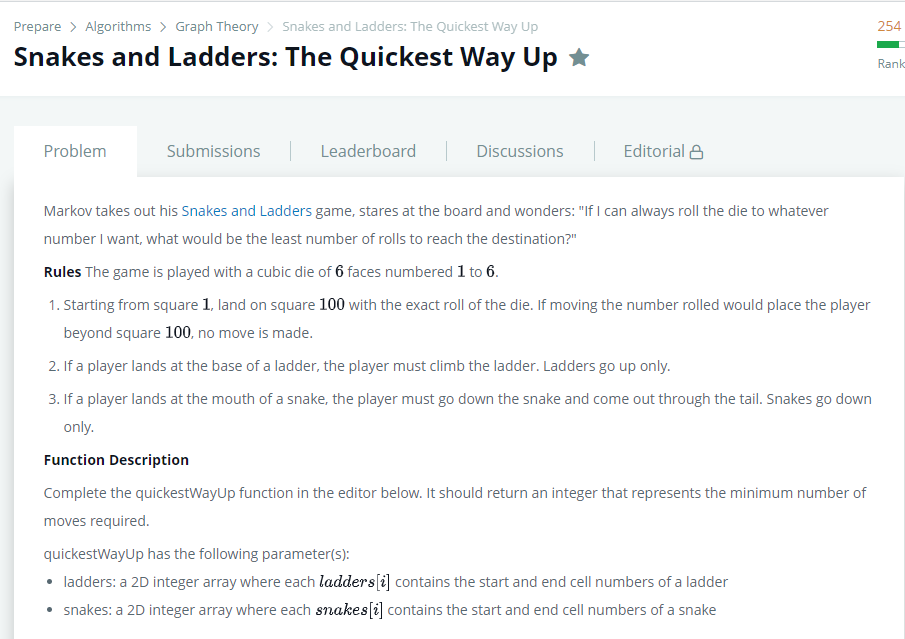 Prepare > Algorithms > Graph Theory > Snakes and Ladders: The Quickest Way Up
254
Snakes and Ladders: The Quickest Way Up
Rank
Problem Submissions Leaderboard Discussions Editorial
Markov takes out his Snakes and Ladders game, stares at the board and wonders: "If I can always roll the die to whatever
number I want, what would be the least number of rolls to reach the destination?"
Rules The game is played with a cubic die of 6 faces numbered 1 to 6.
1. Starting from square 1, land on square 100 with the exact roll of the die. If moving the number rolled would place the player
beyond square 100, no move is made.
2. If a player lands at the base of a ladder, the player must climb the ladder. Ladders go up only.
3. If a player lands at the mouth of a snake, the player must go down the snake and come out through the tail. Snakes go down
only.
Function Description
Complete the quickestWayUp function in the editor below. It should return an integer that represents the minimum number of
moves required.
quickestWayUp has the following parameter(s):
• ladders: a 2D integer array where each ladders[i] contains the start and end cell numbers of a ladder
• snakes: a 2D integer array where each snakes[i] contains the start and end cell numbers of a snake